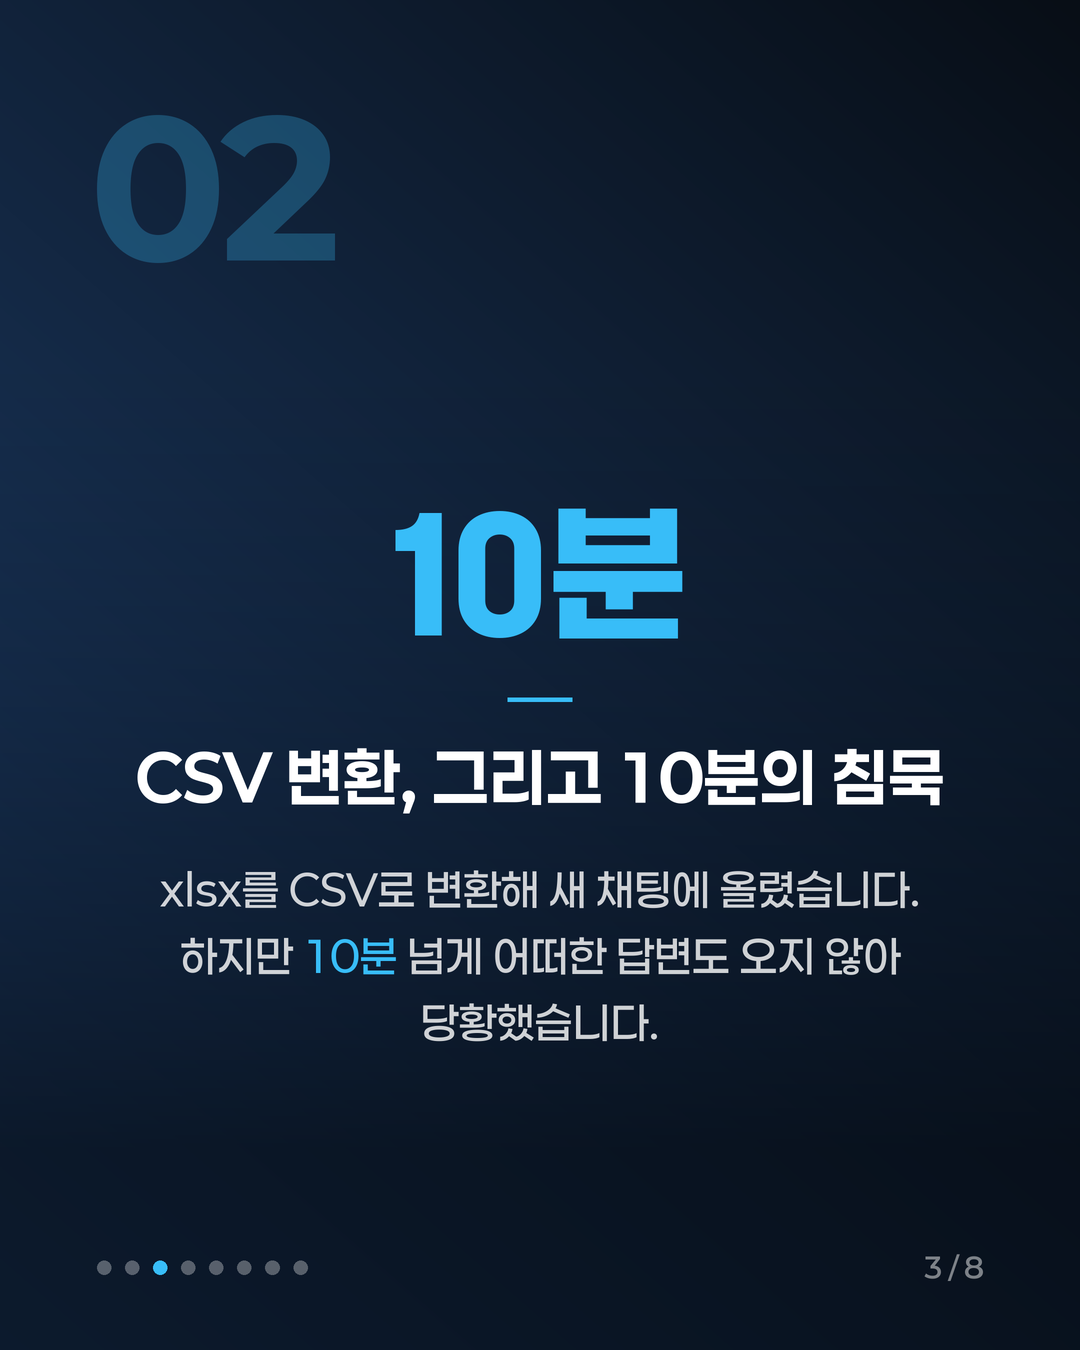 02
10분
CSV 변환, 그리고 10분의 침묵
xlsx를 CSV로 변환해 새 채팅에 올렸습니다.
하지만 10분 넘게 어떠한 답변도 오지 않아
당황했습니다.
3/8